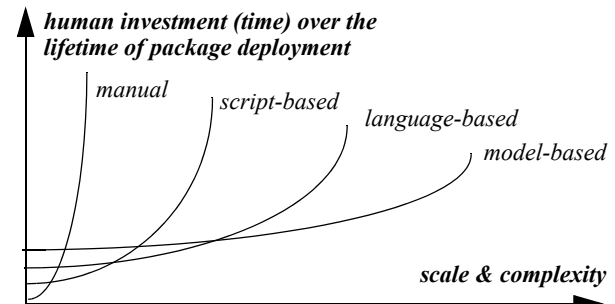 human investment (time) over the
lifetime of package deployment
manual
script-based
language-based
model-based
scale & complexity